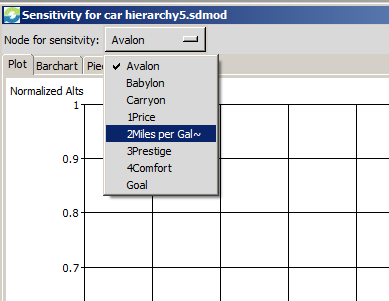 Sensitivity for car hierarchy5.sdmod
Node for sensitvity: Avalon
Plot Barchart Pie
Avalon
Babylon
Carryon
1Price
2Miles per Gal~
3Prestige
4Comfort
Goal
Normalized Alts
1
0.9
0.8
0.7